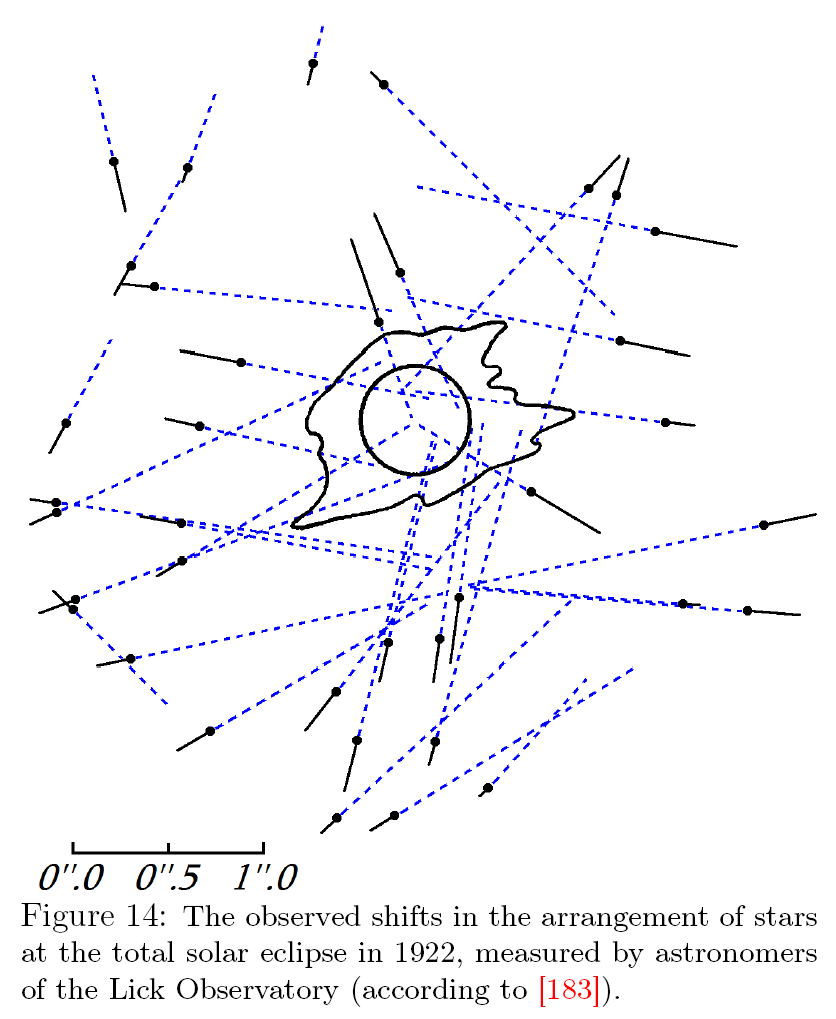 0".0 0".5 1".0
Figure 14: The observed shifts in the arrangement of stars
at the total solar eclipse in 1922, measured by astronomers
of the Lick Observatory (according to [183]).